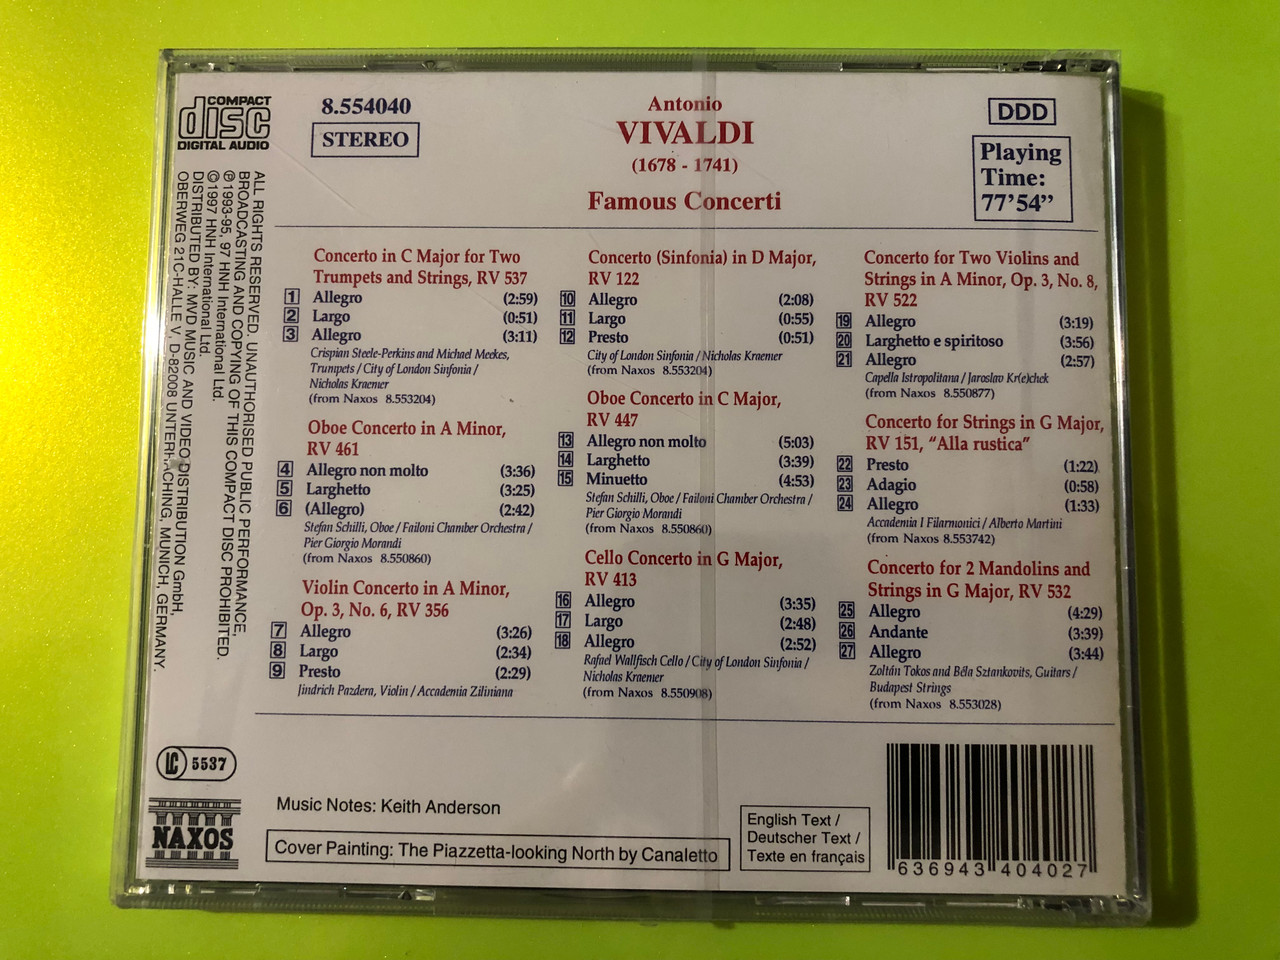 COMPACT
disc
DIGITAL AUDIO
8.554040
STEREO
Antonio
VIVALDI
(1678 - 1741)
Famous Concerti
DDD
Playing
Time:
77'54”
ALL RIGHTS RESERVED. UNAUTHORISED PUBLIC PERFORMANCE,
BROADCASTING AND COPYING OF THIS COMPACT DISC PROHIBITED.
℗ 1993-95, 97 HNH International Ltd.
© 1997 HNH International Ltd.
DISTRIBUTED BY: MVD MUSIC AND VIDEO DISTRIBUTION GmbH,
OBERWEG 21C-HALLE V, D-82008 UNTERHACHING, MUNICH, GERMANY.
Concerto in C Major for Two
Trumpets and Strings, RV 537
1 Allegro (2:59)
2 Largo (0:51)
3 Allegro (3:11)
Crispian Steele-Perkins and Michael Meekes,
Trumpets / City of London Sinfonia /
Nicholas Kraemer
(from Naxos 8.553204)
Oboe Concerto in A Minor,
RV 461
4 Allegro non molto (3:36)
5 Larghetto (3:25)
6 (Allegro) (2:42)
Stefan Schilli, Oboe / Failoni Chamber Orchestra /
Pier Giorgio Morandi
(from Naxos 8.550860)
Violin Concerto in A Minor,
Op. 3, No. 6, RV 356
7 Allegro (3:26)
8 Largo (2:34)
9 Presto (2:29)
Jindrich Pazdera, Violin / Accademia Ziliniana
Concerto (Sinfonia) in D Major,
RV 122
10 Allegro (2:08)
11 Largo (0:55)
12 Presto (0:51)
City of London Sinfonia / Nicholas Kraemer
(from Naxos 8.553204)
Oboe Concerto in C Major,
RV 447
13 Allegro non molto (5:03)
14 Larghetto (3:39)
15 Minuetto (4:53)
Stefan Schilli, Oboe / Failoni Chamber Orchestra /
Pier Giorgio Morandi
(from Naxos 8.550860)
Cello Concerto in G Major,
RV 413
16 Allegro (3:35)
17 Largo (2:48)
18 Allegro (2:52)
Rafael Wallfisch Cello / City of London Sinfonia /
Nicholas Kraemer
(from Naxos 8.550908)
Concerto for Two Violins and
Strings in A Minor, Op. 3, No. 8,
RV 522
19 Allegro (3:19)
20 Larghetto e spiritoso (3:56)
21 Allegro (2:57)
Capella Istropolitana / Jaroslav Kr(e)chek
(from Naxos 8.550877)
Concerto for Strings in G Major,
RV 151, “Alla rustica”
22 Presto (1:22)
23 Adagio (0:58)
24 Allegro (1:33)
Accademia I Filarmonici / Alberto Martini
(from Naxos 8.553742)
Concerto for 2 Mandolins and
Strings in G Major, RV 532
25 Allegro (4:29)
26 Andante (3:39)
27 Allegro (3:44)
Zoltán Tokos and Béla Sztankovits, Guitars /
Budapest Strings
(from Naxos 8.553028)
LC 5537
NAXOS
Music Notes: Keith Anderson
Cover Painting: The Piazzetta-looking North by Canaletto
English Text /
Deutscher Text /
Texte en français
636943 404027